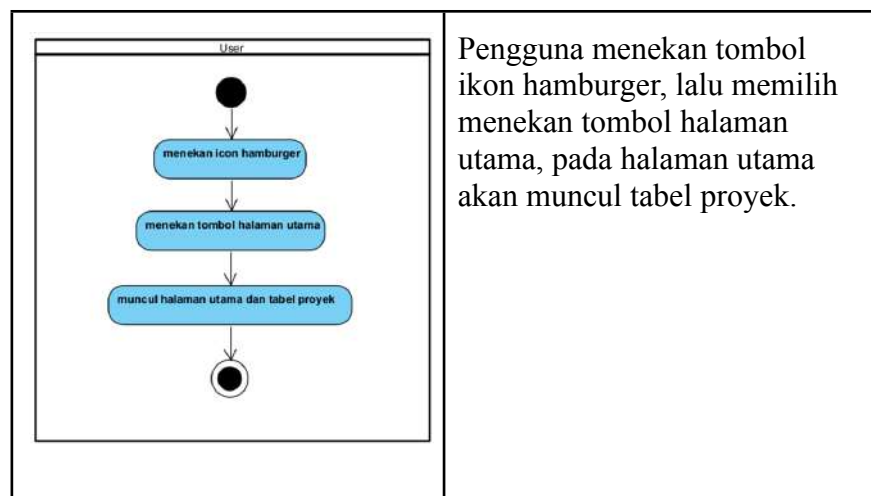 User
menekan icon hamburger
menekan tombol halaman utama
muncul halaman utama dan tabel proyek
Pengguna menekan tombol
ikon hamburger, lalu memilih
menekan tombol halaman
utama, pada halaman utama
akan muncul tabel proyek.